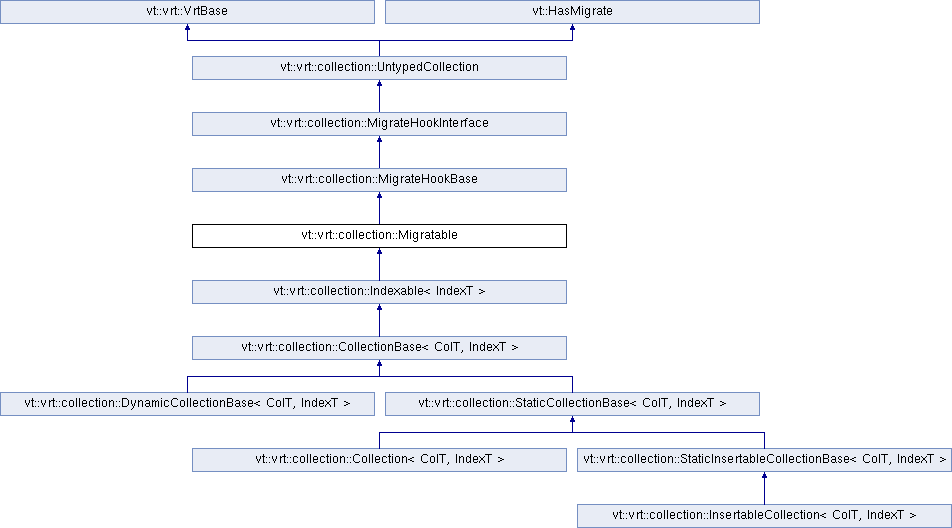 vt::vrt::VrtBase
vt::HasMigrate
vt::vrt::collection::UntypedCollection
vt::vrt::collection::MigrateHookInterface
vt::vrt::collection::MigrateHookBase
vt::vrt::collection::Migratable
vt::vrt::collection::Indexable< IndexT >
vt::vrt::collection::CollectionBase< ColT, IndexT >
vt::vrt::collection::DynamicCollectionBase< ColT, IndexT >
vt::vrt::collection::StaticCollectionBase< ColT, IndexT >
vt::vrt::collection::Collection< ColT, IndexT >
vt::vrt::collection::StaticInsertableCollectionBase< ColT, IndexT >
vt::vrt::collection::InsertableCollection< ColT, IndexT >